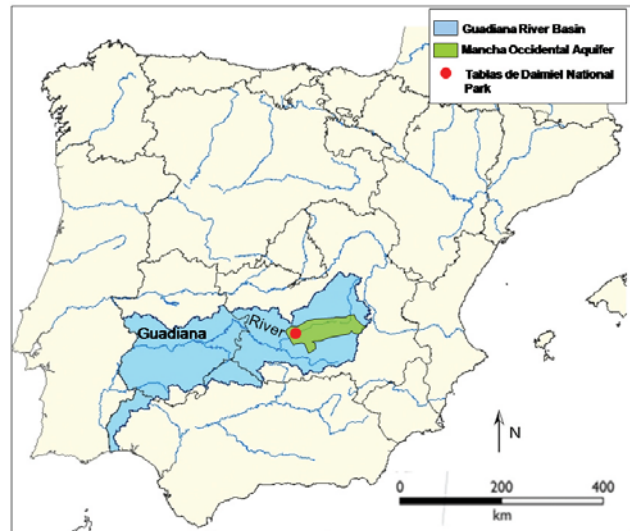 Guadiana River Basin
Mancha Occidental Aquifer
Tablas de Daimiel National
Park
Guadiana River
N
0 200 400
km